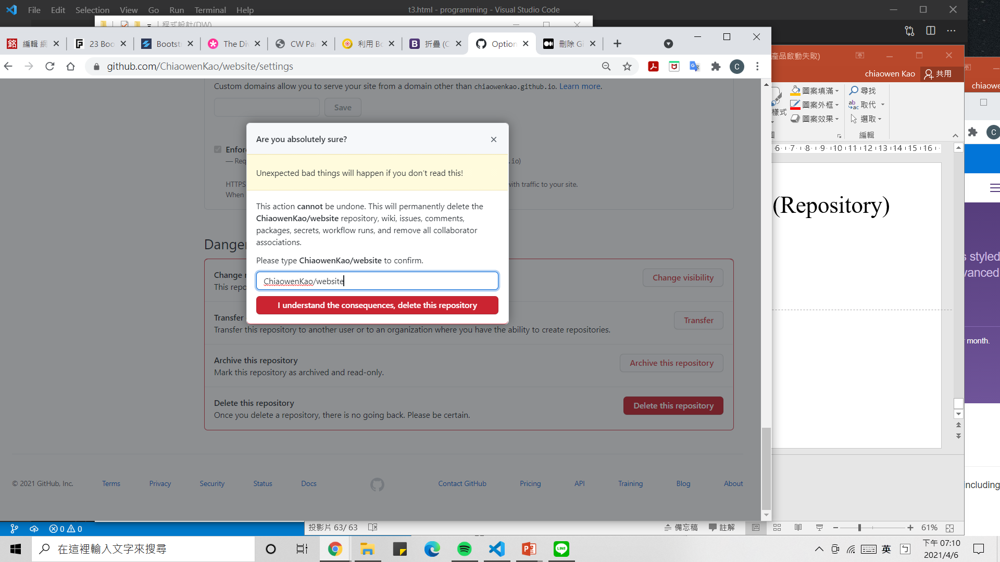 File Edit Selection View Go Run Terminal Help
t3.html - programming - Visual Studio Code
程式設計(DW)
編輯 網
23 Boo
Bootst
The Div
CW Pa
利用 Bo
折疊 (C
Option
刪除 Gi
github.com/ChiaowenKao/website/settings
C
產品啟動失敗)
chiaowen Kao
共用
chiaowe
圖案填滿
圖案外框
圖案效果
樣式
尋找
取代
選取
編輯
C
6 7 8 9 10 11 12 13 14 15 16
(Repository)
s styled
vanced
month.
including
Custom domains allow you to serve your site from a domain other than chiaowenkao.github.io. Learn more.
Save
Enfor
— Req
.io)
HTTPS
with traffic to your site.
When
Are you absolutely sure?
Unexpected bad things will happen if you don't read this!
This action cannot be undone. This will permanently delete the
ChiaowenKao/website repository, wiki, issues, comments,
packages, secrets, workflow runs, and remove all collaborator
associations.
Please type ChiaowenKao/website to confirm.
ChiaowenKao/website
I understand the consequences, delete this repository
Danger
Change r
This repo
Change visibility
Transfer
Transfer this repository to another user or to an organization where you have the ability to create repositories.
Transfer
Archive this repository
Mark this repository as archived and read-only.
Archive this repository
Delete this repository
Once you delete a repository, there is no going back. Please be certain.
Delete this repository
© 2021 GitHub, Inc. Terms Privacy Security Status Docs Contact GitHub Pricing API Training Blog About
0 0
投影片 63/ 63
備忘稿
註解
61%
在這裡輸入文字來搜尋
英
下午 07:10
2021/4/6